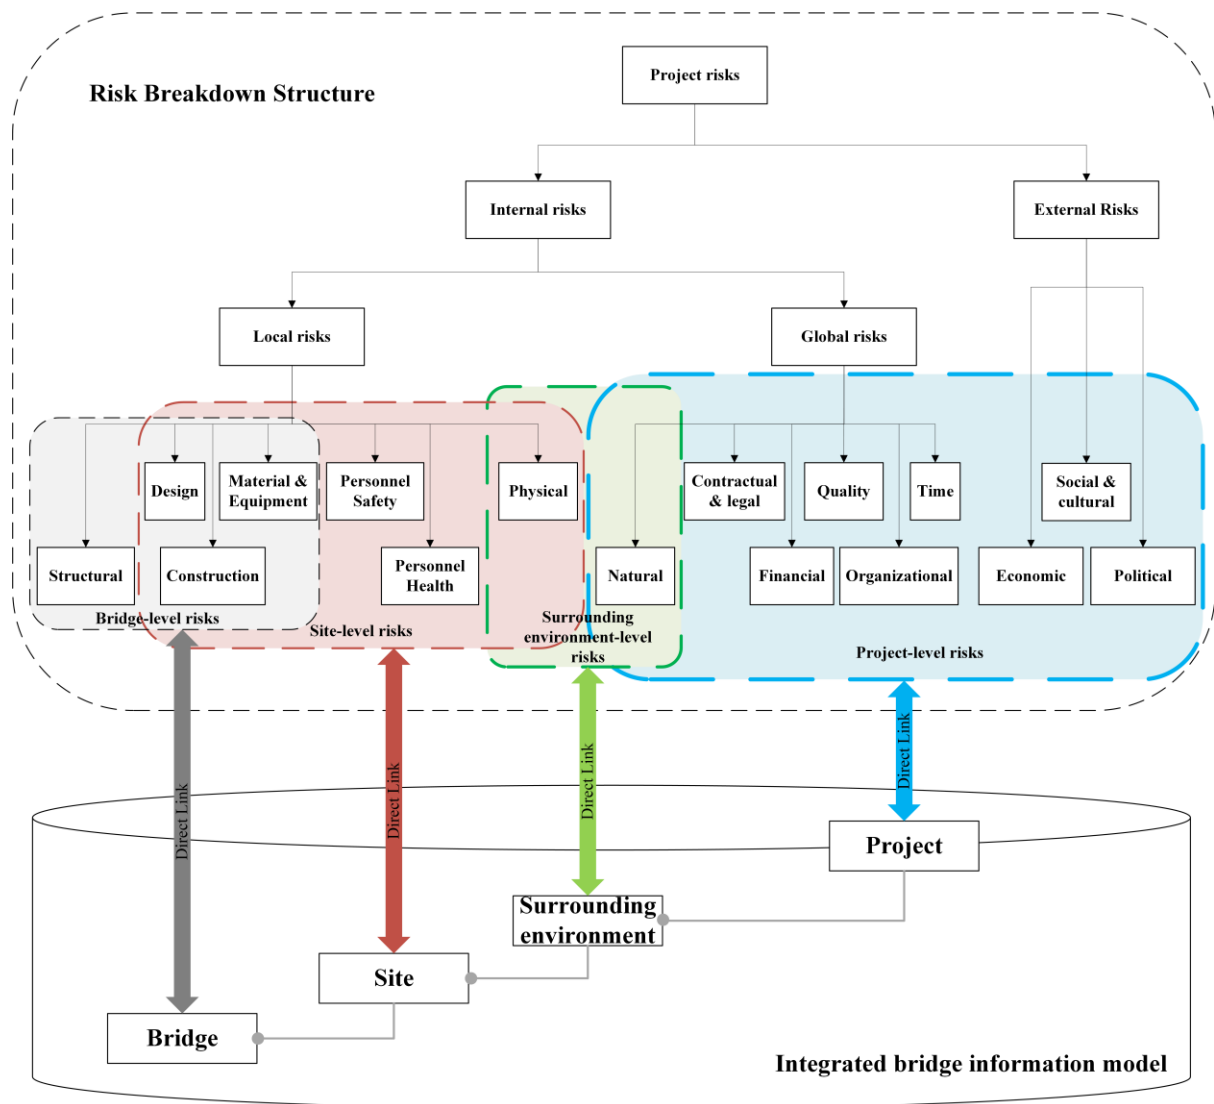 Project risks
Risk Breakdown Structure
Internal risks
External Risks
Local risks
Global risks
Design
Material &
Equipment
Personnel
Safety
Physical
Contractual
& legal
Quality
Time
Social &
cultural
Structural
Construction
Personnel
Health
Natural
Financial
Organizational
Economic
Political
Bridge-level risks
Site-level risks
Surrounding
environment-level
risks
Project-level risks
Direct Link
Direct Link
Direct Link
Direct Link
Project
Surrounding
environment
Site
Bridge
Integrated bridge information model